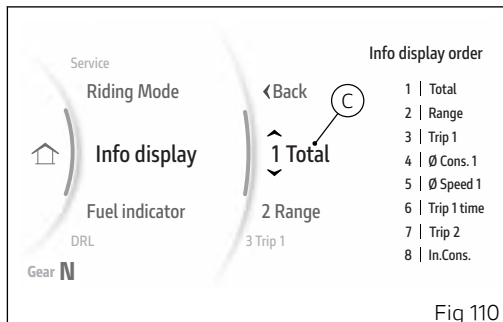 Service
Riding Mode
Info display
Fuel indicator
DRL
Gear N
‹Back
1 Total
2 Range
3 Trip 1
C
Info display order
1 | Total
2 | Range
3 | Trip 1
4 | Ø Cons. 1
5 | Ø Speed 1
6 | Trip 1 time
7 | Trip 2
8 | In.Cons.
Fig 110